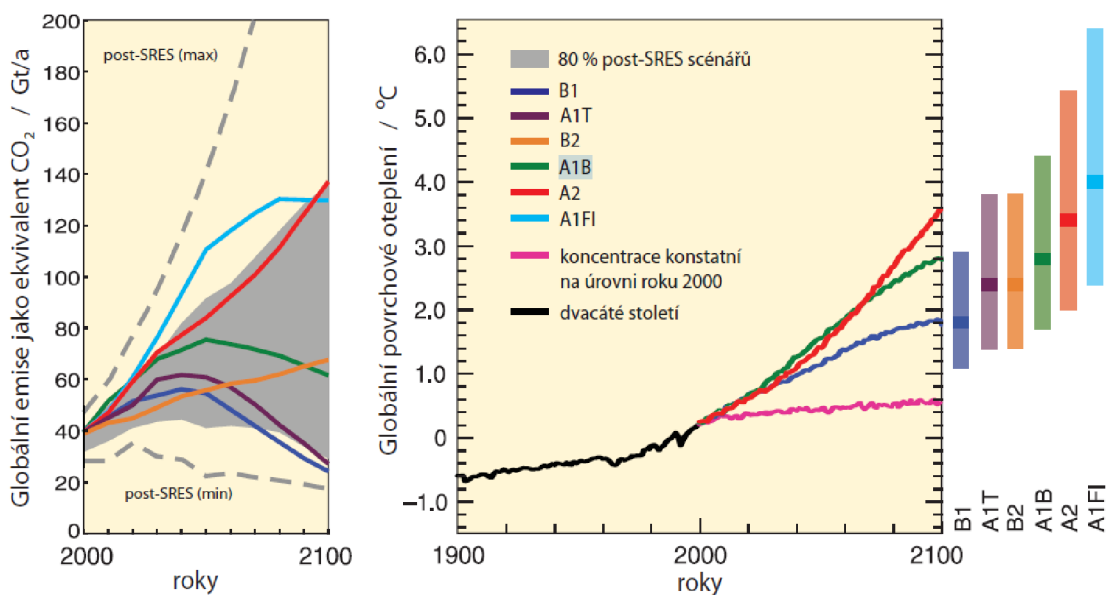 Globální emise jako ekvivalent CO₂ / Gt/a
200
180
160
140
120
100
80
60
40
20
0
post-SRES (max)
post-SRES (min)
2000
2100
roky
Globální povrchové oteplení / °C
6.0
5.0
4.0
3.0
2.0
1.0
0
−1.0
80 % post-SRES scénářů
B1
A1T
B2
A1B
A2
A1FI
koncentrace konstatní
na úrovni roku 2000
dvacáté století
1900
2000
2100
roky
B1
A1T
B2
A1B
A2
A1FI